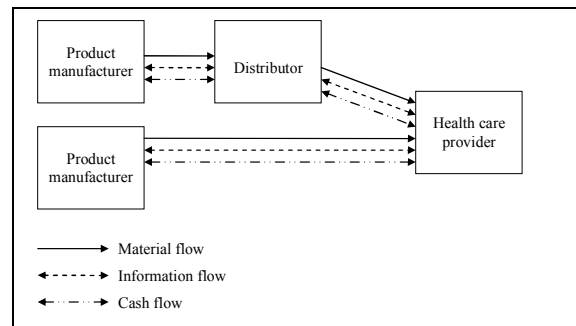 Product
manufacturer
Distributor
Health care
provider
Product
manufacturer
Material flow
Information flow
Cash flow